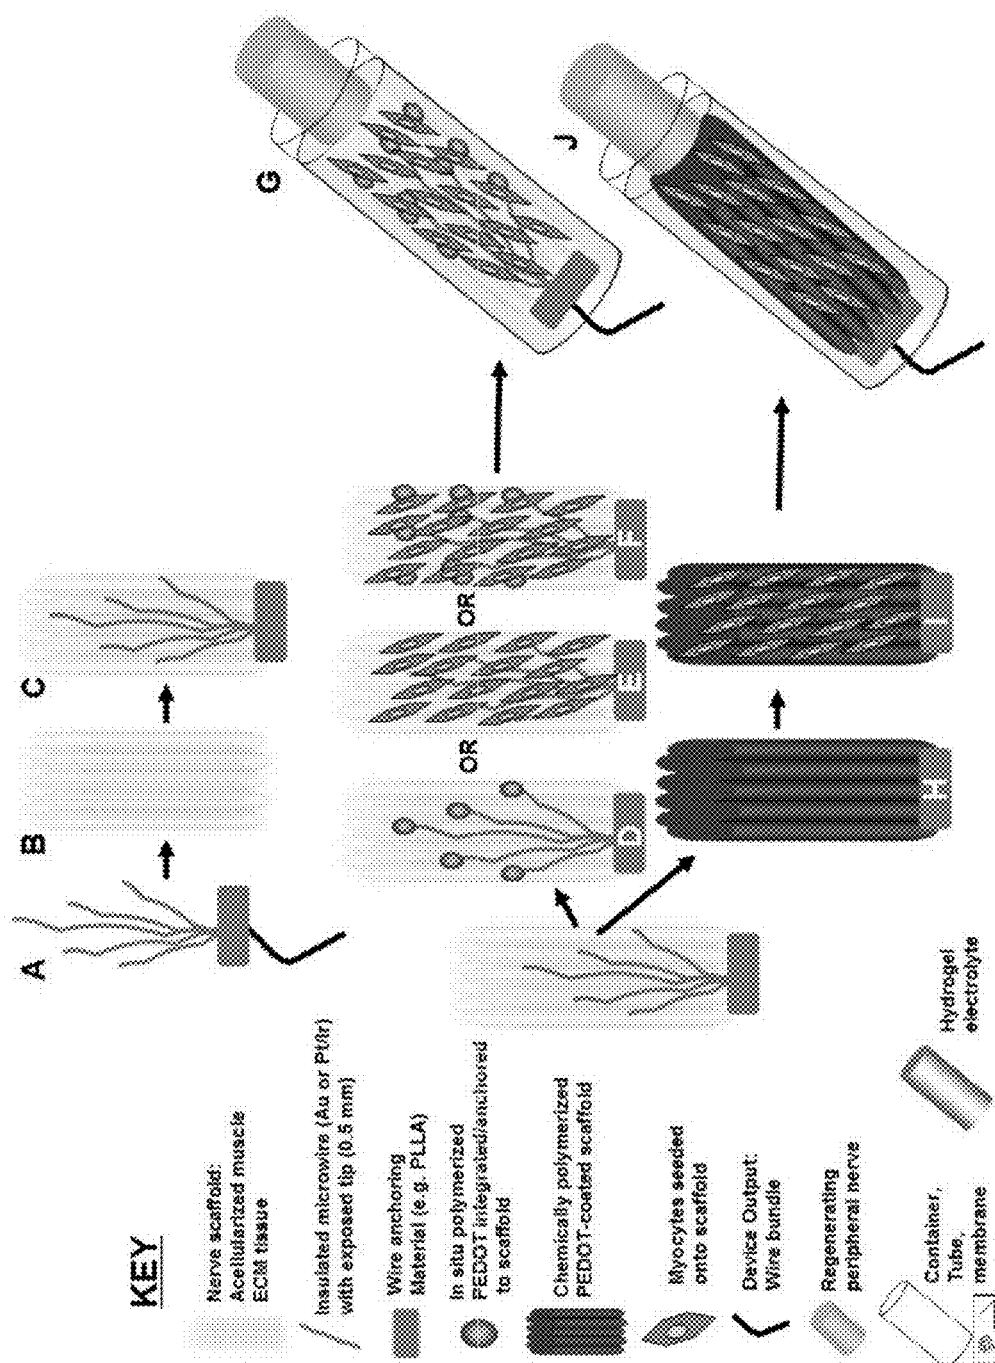 A
B
C
D
OR
E
OR
F
G
H
I
J
KEY
Nerve scaffold:
Acellularized muscle
ECM tissue
Insulated microwire (Au or Pt/Ir)
with exposed tip (0.5 mm)
Wire anchoring
Material (e.g. PLLA)
In situ polymerized
PEDOT integrated/anchored
to scaffold
Chemically polymerized
PEDOT-coated scaffold
Myocytes seeded
onto scaffold
Device Output:
Wire bundle
Regenerating
peripheral nerve
Container,
Tube,
membrane
Hydrogel
electrolyte